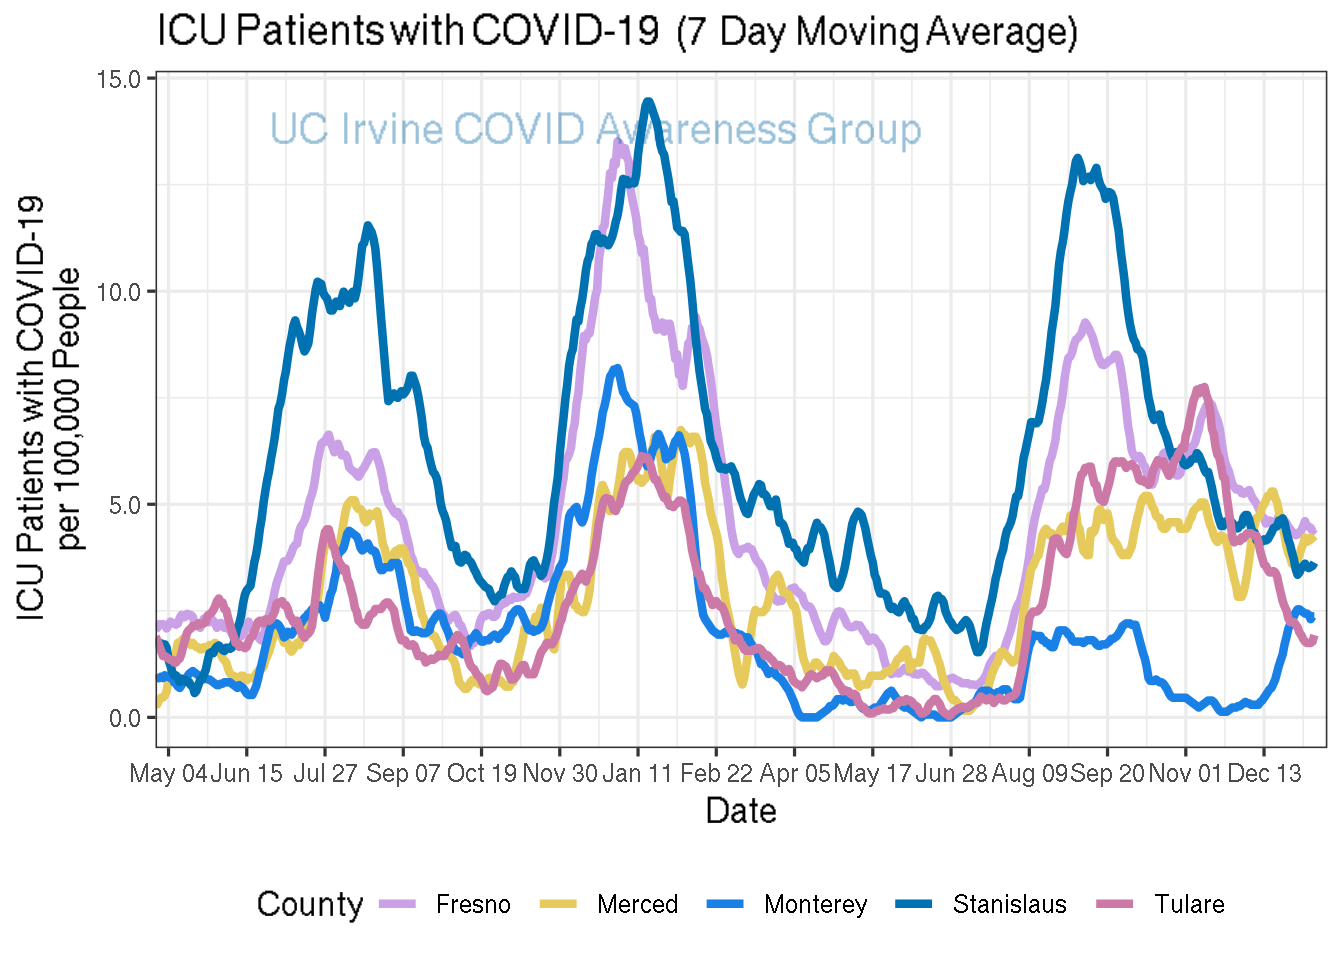 ICU Patients with COVID-19 (7 Day Moving Average)
UC Irvine COVID Awareness Group
ICU Patients with COVID-19
per 100,000 People
15.0
10.0
5.0
0.0
May 04 Jun 15 Jul 27 Sep 07 Oct 19 Nov 30 Jan 11 Feb 22 Apr 05 May 17 Jun 28 Aug 09 Sep 20 Nov 01 Dec 13
Date
County Fresno Merced Monterey Stanislaus Tulare